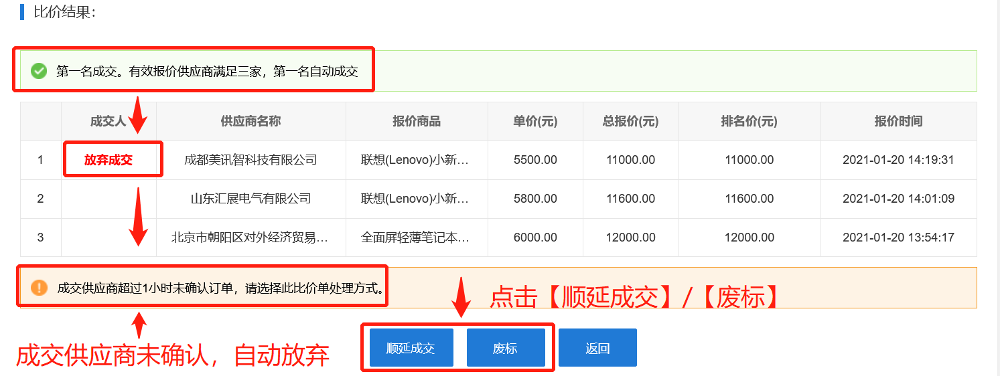 比价结果：
第一名成交。有效报价供应商满足三家，第一名自动成交
成交人 供应商名称 报价商品 单价(元) 总报价(元) 排名价(元) 报价时间
1 放弃成交 成都美讯智科技有限公司 联想(Lenovo)小新... 5500.00 11000.00 11000.00 2021-01-20 14:19:31
2 山东汇展电气有限公司 联想(Lenovo)小新... 5800.00 11600.00 11600.00 2021-01-20 14:01:09
3 北京市朝阳区对外经济贸易... 全面屏轻薄笔记本... 6000.00 12000.00 12000.00 2021-01-20 13:54:17
成交供应商超过1小时未确认订单，请选择此比价单处理方式。
点击【顺延成交】/【废标】
成交供应商未确认，自动放弃
顺延成交 废标 返回